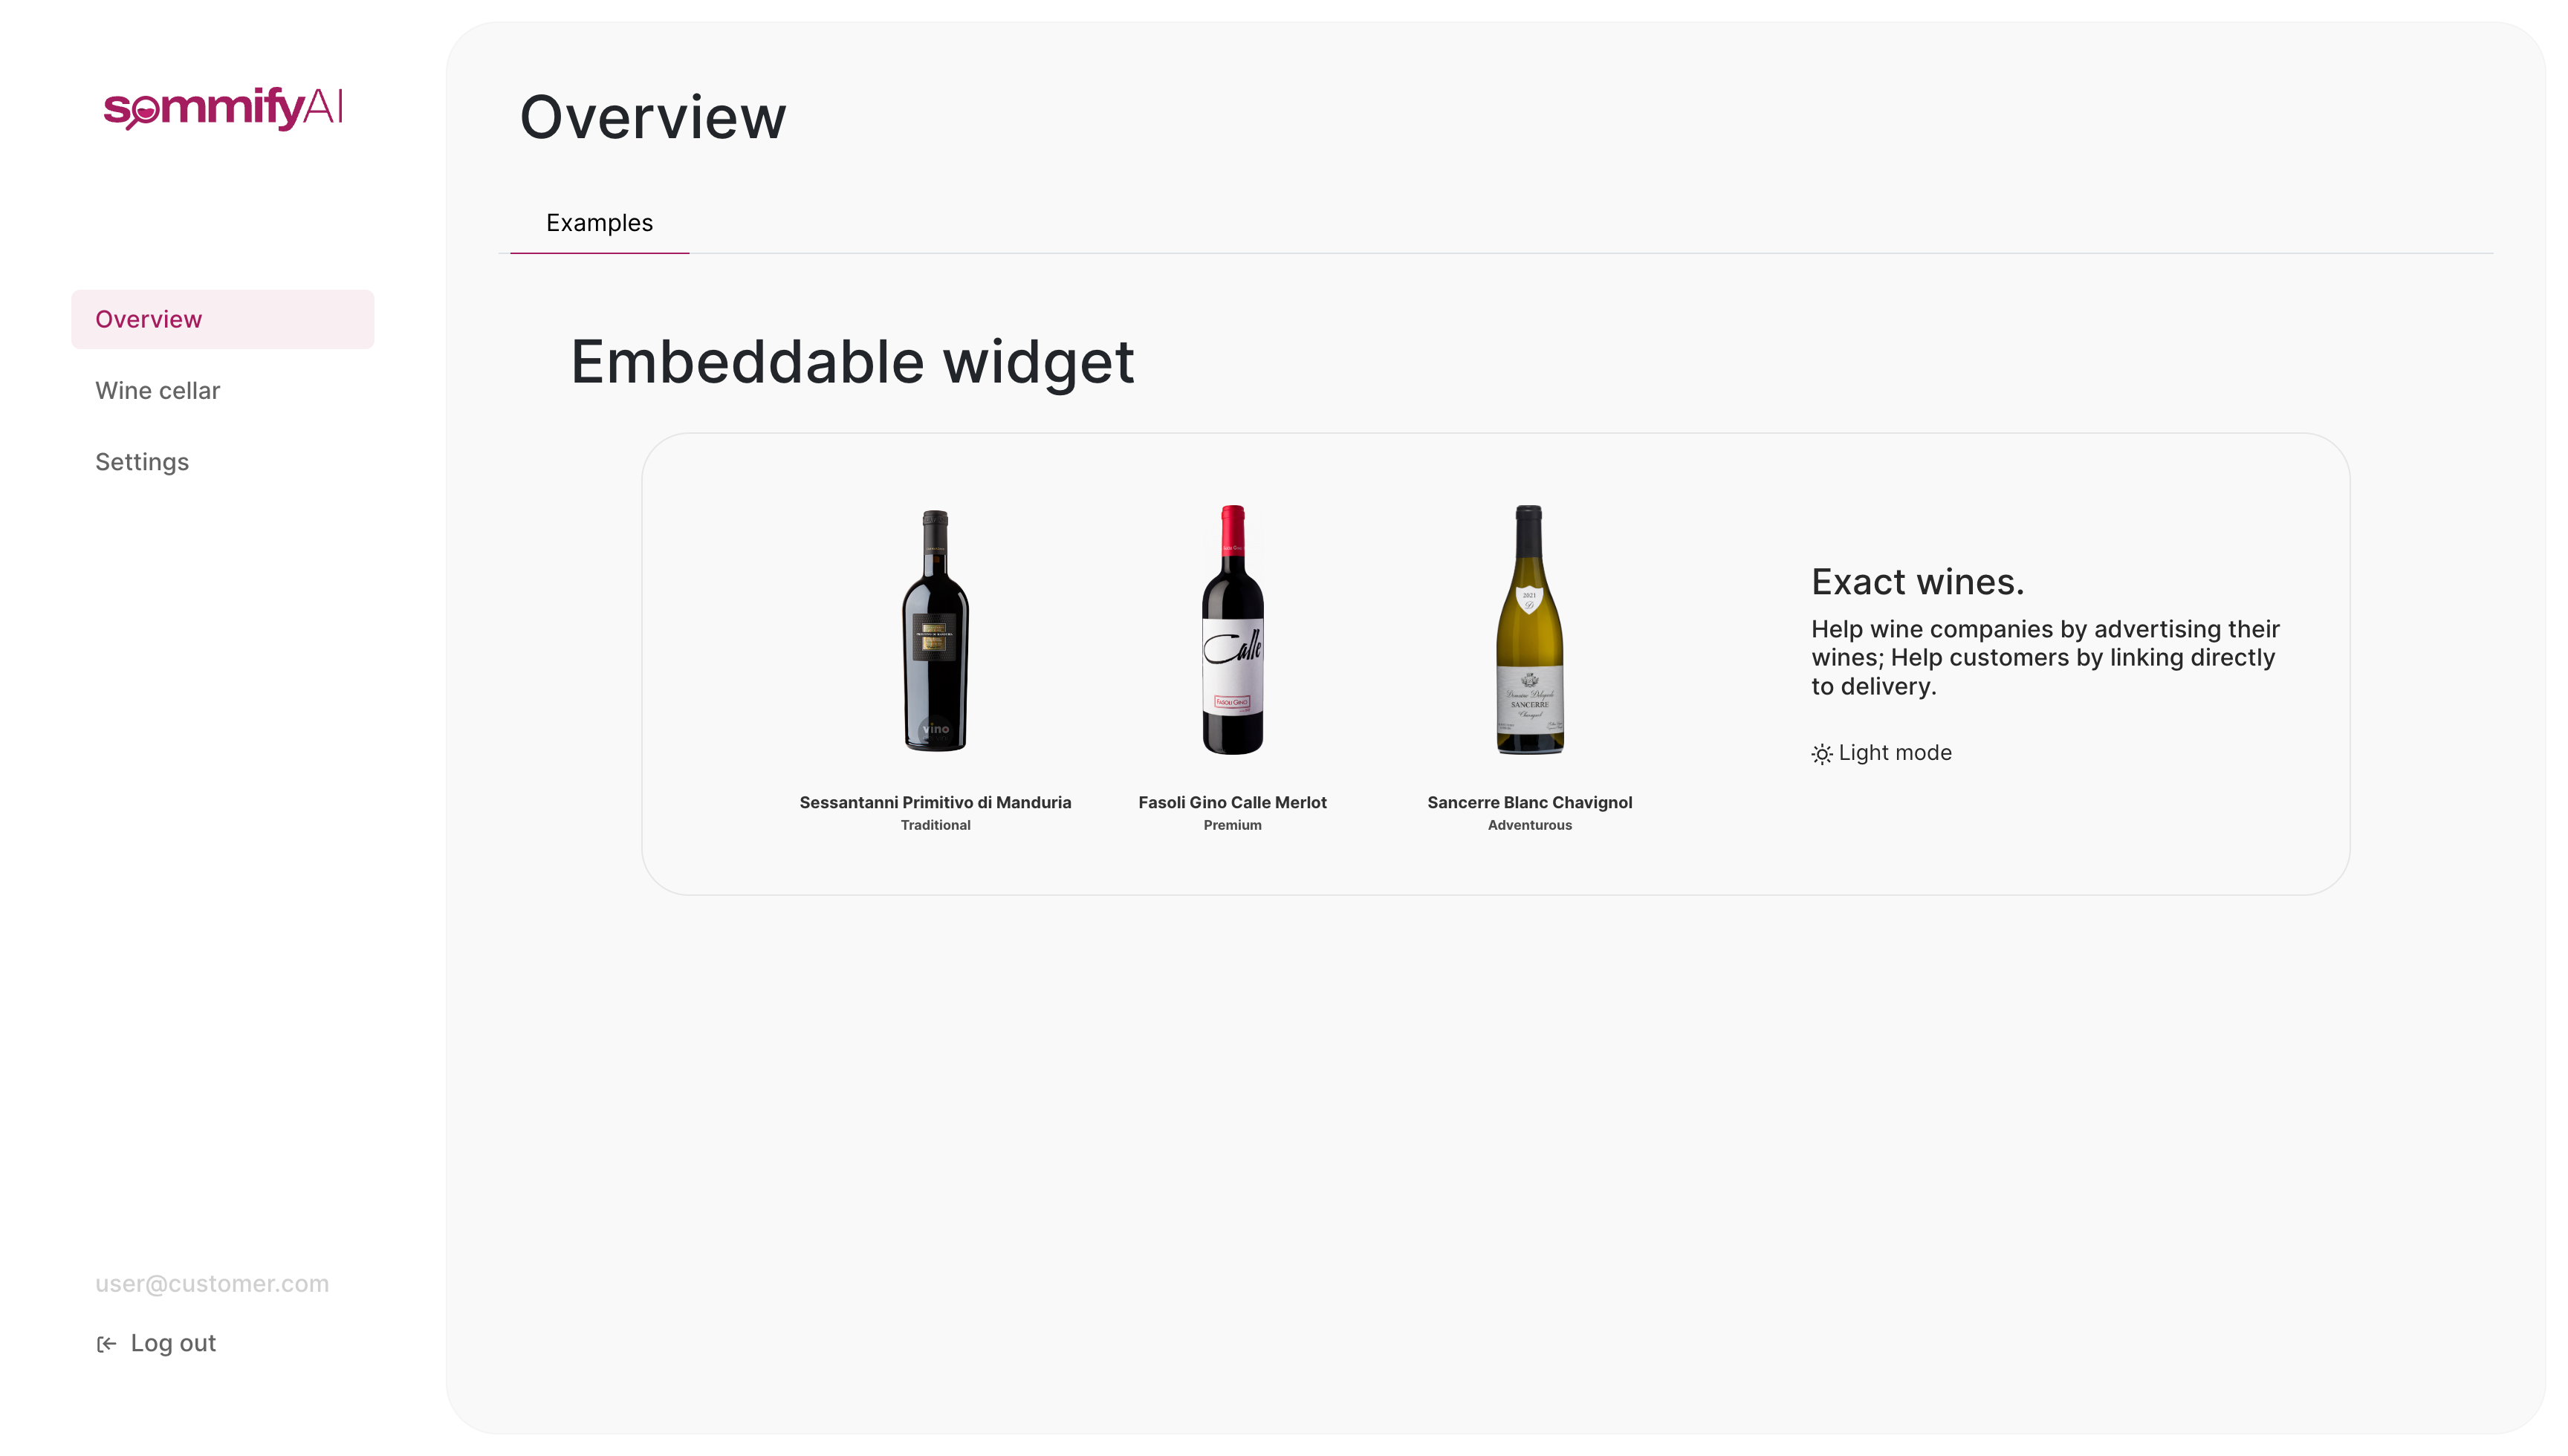 sommifyAI
Overview
Wine cellar
Settings
user@customer.com
Log out
Overview
Examples
Embeddable widget
vino
Calle
FASOLI GINO
2021
D
SANCERRE
"Chavignol"
Sessantanni Primitivo di Manduria
Traditional
Fasoli Gino Calle Merlot
Premium
Sancerre Blanc Chavignol
Adventurous
Exact wines.
Help wine companies by advertising their
wines; Help customers by linking directly
to delivery.
Light mode